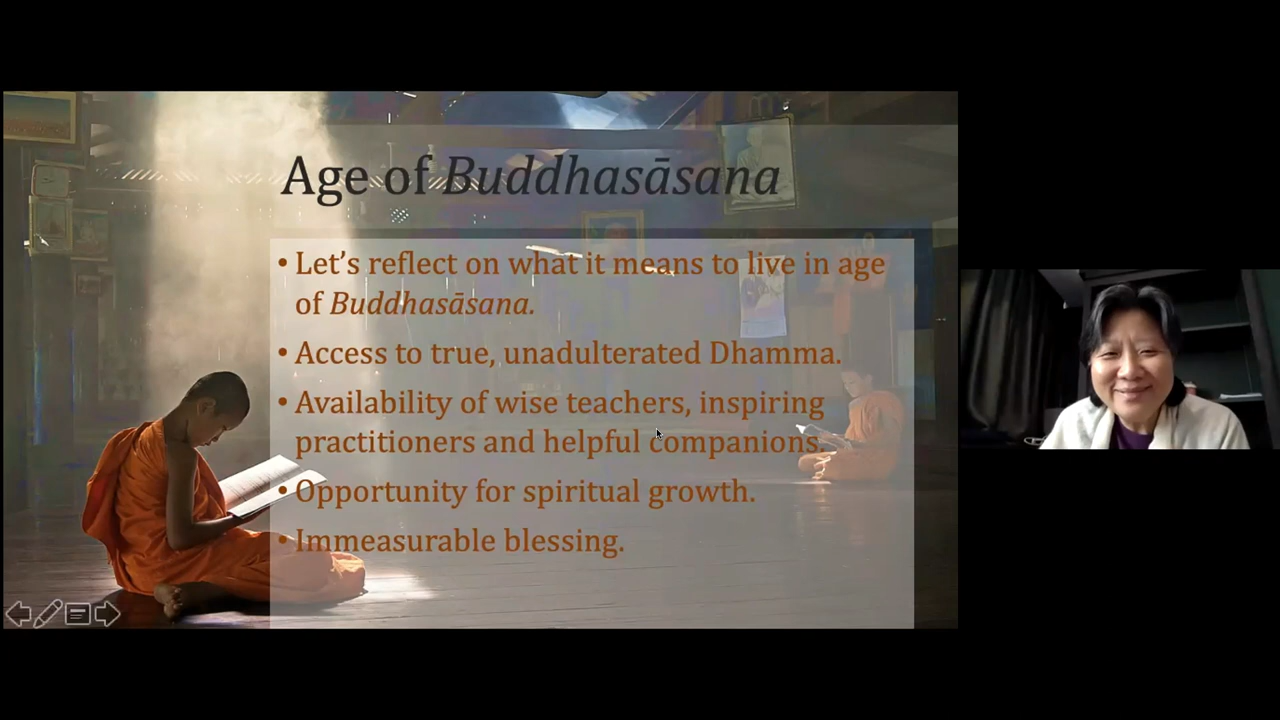 Age of Buddhasāsana
• Let’s reflect on what it means to live in age
of Buddhasāsana.
• Access to true, unadulterated Dhamma.
• Availability of wise teachers, inspiring
practitioners and helpful companions.
• Opportunity for spiritual growth.
• Immeasurable blessing.